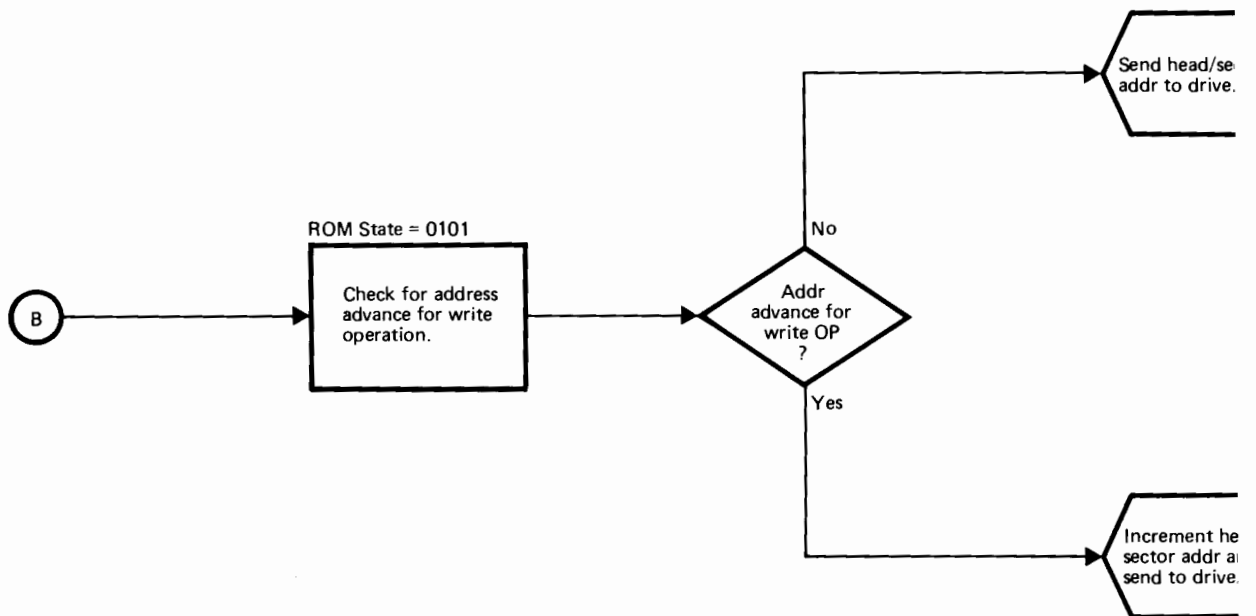 Send head/se
addr to drive.
ROM State = 0101
No
B
Check for address
advance for write
operation.
Addr
advance for
write OP
?
Yes
Increment he
sector addr a
send to drive.